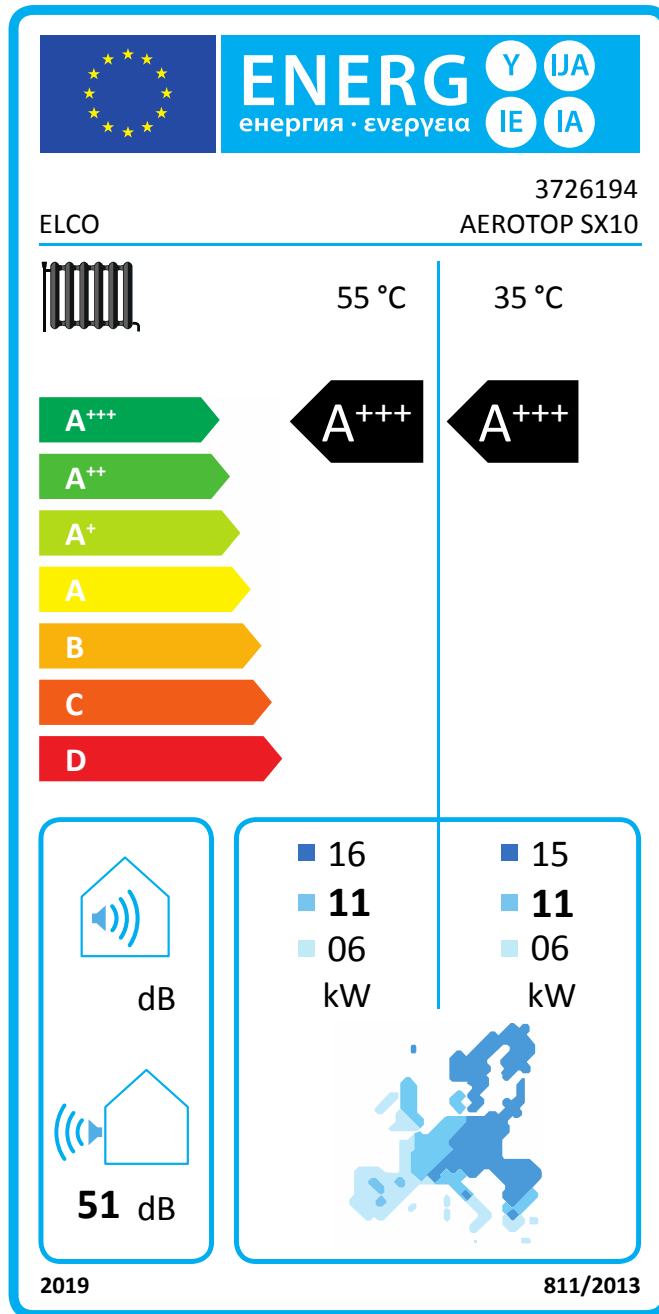 ENERG Y IJA
енергия · ενεργεια IE IA
3726194
ELCO AEROTOP SX10
55 °C 35 °C
A+++ A+++ A+++
A++
A+
A
B
C
D
16 15
11 11
06 06
kW kW
dB
51 dB
2019 811/2013